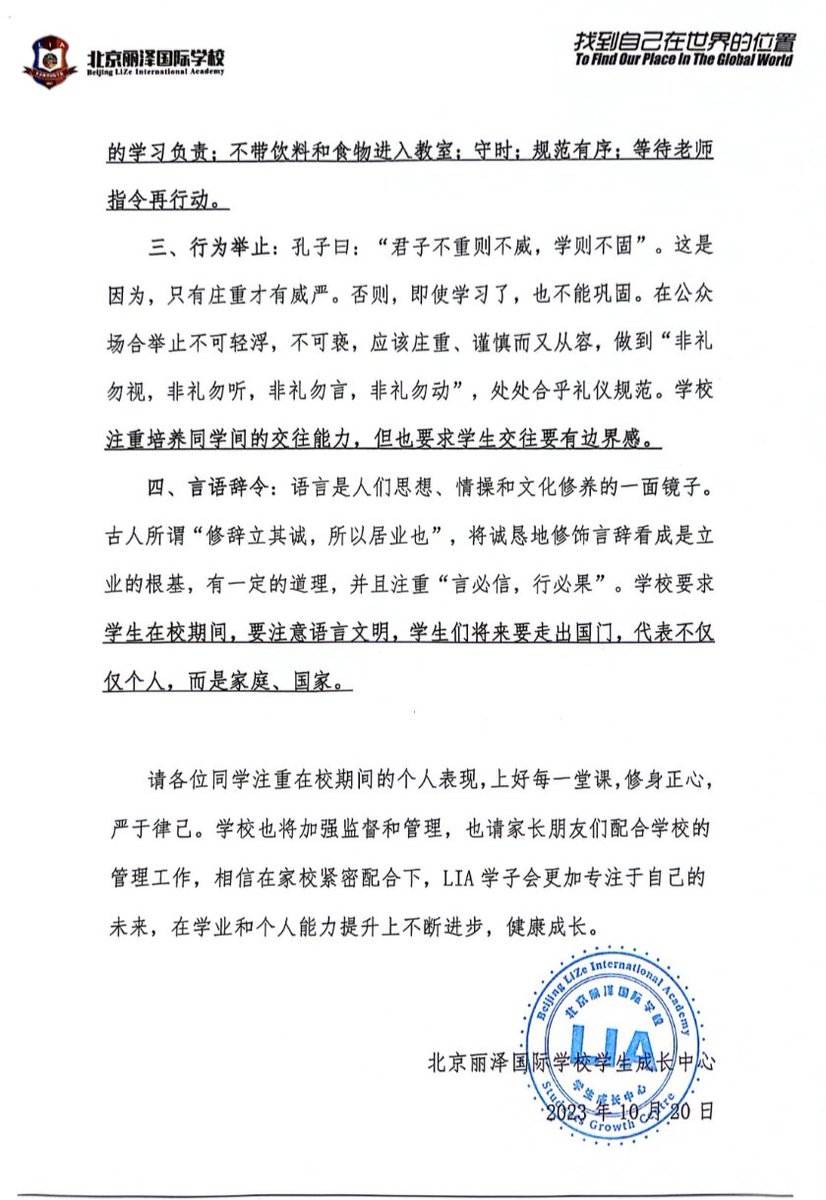 LIA
北京丽泽国际学校
Beijing LiZe International Academy
找到自己在世界的位置
To Find Our Place In The Global World
的学习负责；不带饮料和食物进入教室；守时；规范有序；等待老师
指令再行动。
三、行为举止：孔子曰：“君子不重则不威，学则不固”。这是
因为，只有庄重才有威严。否则，即使学习了，也不能巩固。在公众
场合举止不可轻浮，不可亵，应该庄重、谨慎而又从容，做到“非礼
勿视，非礼勿听，非礼勿言，非礼勿动”，处处合乎礼仪规范。学校
注重培养同学间的交往能力，但也要求学生交往要有边界感。
四、言语辞令：语言是人们思想、情操和文化修养的一面镜子。
古人所谓“修辞立其诚，所以居业也”，将诚恳地修饰言辞看成是立
业的根基，有一定的道理，并且注重“言必信，行必果”。学校要求
学生在校期间，要注意语言文明，学生们将来要走出国门，代表不仅
仅个人，而是家庭、国家。
请各位同学注重在校期间的个人表现，上好每一堂课，修身正心，
严于律己。学校也将加强监督和管理，也请家长朋友们配合学校的
管理工作，相信在家校紧密配合下，LIA 学子会更加专注于自己的
未来，在学业和个人能力提升上不断进步，健康成长。
Beijing LiZe International Academy
北京丽泽国际学校
LIA
北京丽泽国际学校学生成长中心
学生成长中心
2023 年 10 月 20 日
Students Growth Centre